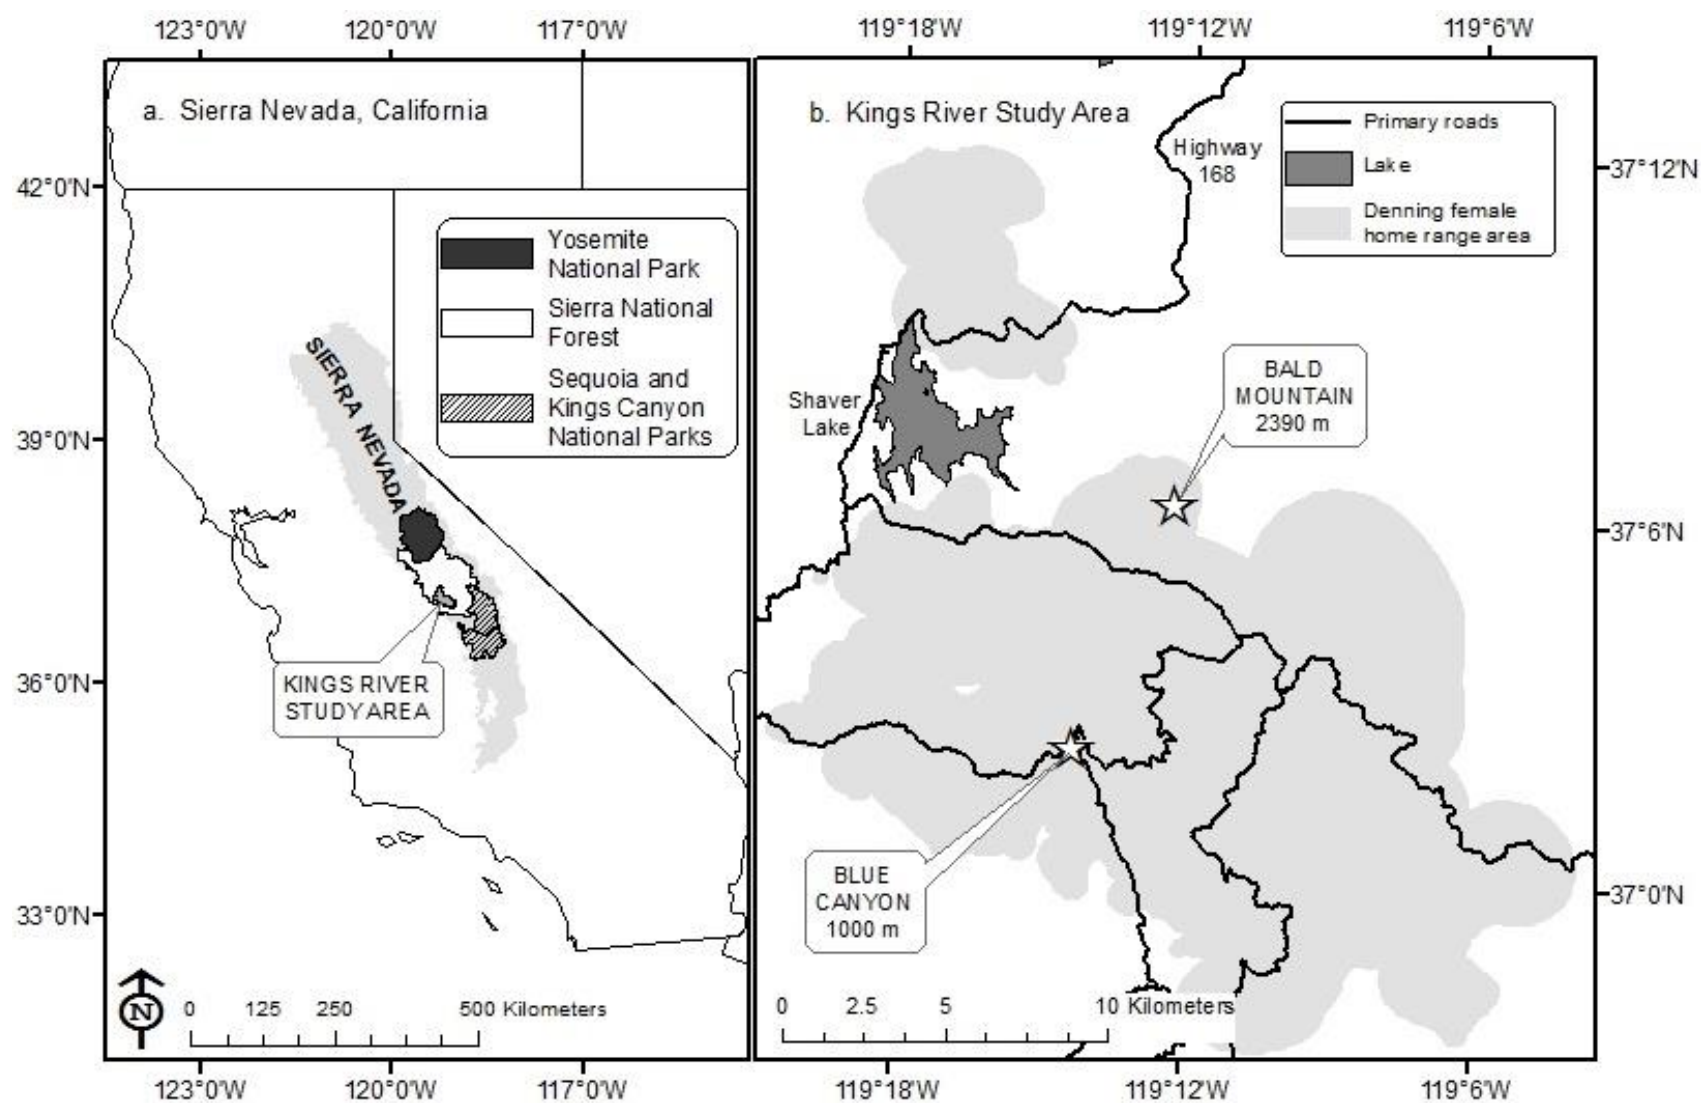 123°0'W 120°0'W 117°0'W
119°18'W 119°12'W 119°6'W
a. Sierra Nevada, California
42°0'N
39°0'N
36°0'N
33°0'N
Yosemite
National Park
Sierra National
Forest
Sequoia and
Kings Canyon
National Parks
SIERRA NEVADA
KINGS RIVER
STUDY AREA
N
0 125 250 500 Kilometers
123°0'W 120°0'W 117°0'W
b. Kings River Study Area
Highway
168
Primary roads
Lake
Denning female
home range area
37°12'N
37°6'N
37°0'N
Shaver
Lake
BALD
MOUNTAIN
2390 m
BLUE
CANYON
1000 m
0 2.5 5 10 Kilometers
119°18'W 119°12'W 119°6'W